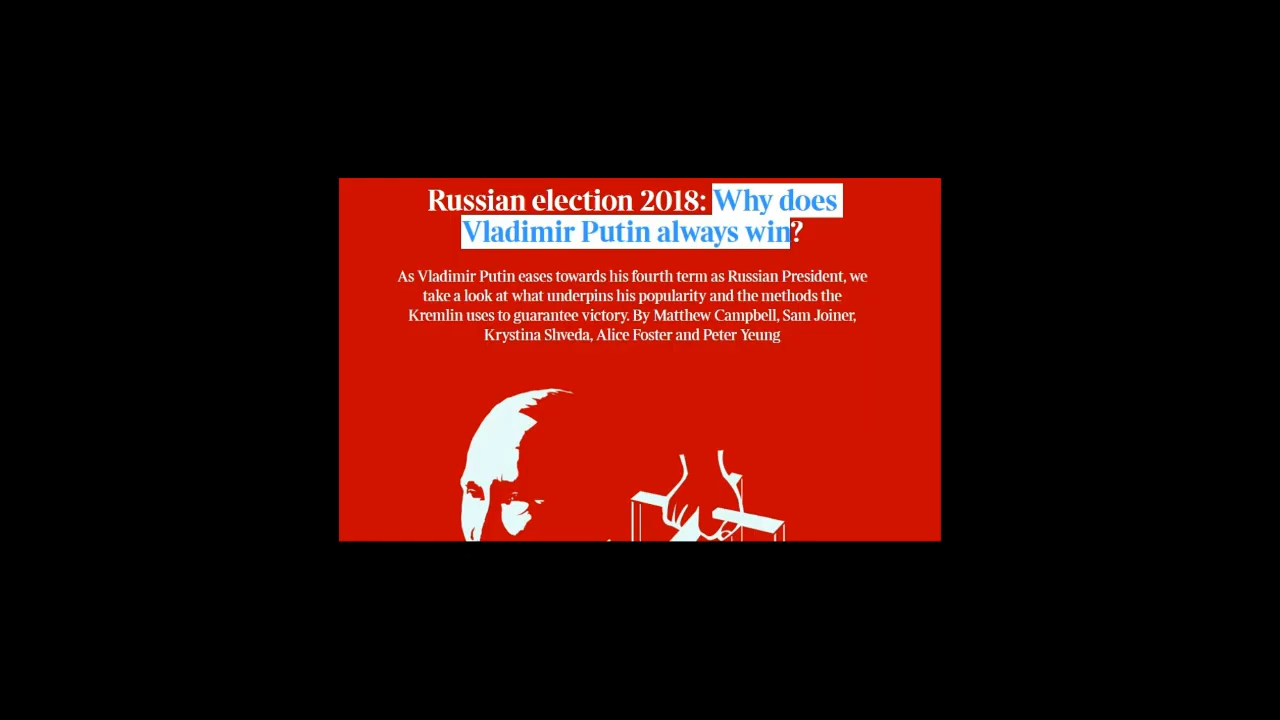 Russian election 2018: Why does
Vladimir Putin always win?
As Vladimir Putin eases towards his fourth term as Russian President, we
take a look at what underpins his popularity and the methods the
Kremlin uses to guarantee victory. By Matthew Campbell, Sam Joiner,
Krystina Shveda, Alice Foster and Peter Yeung